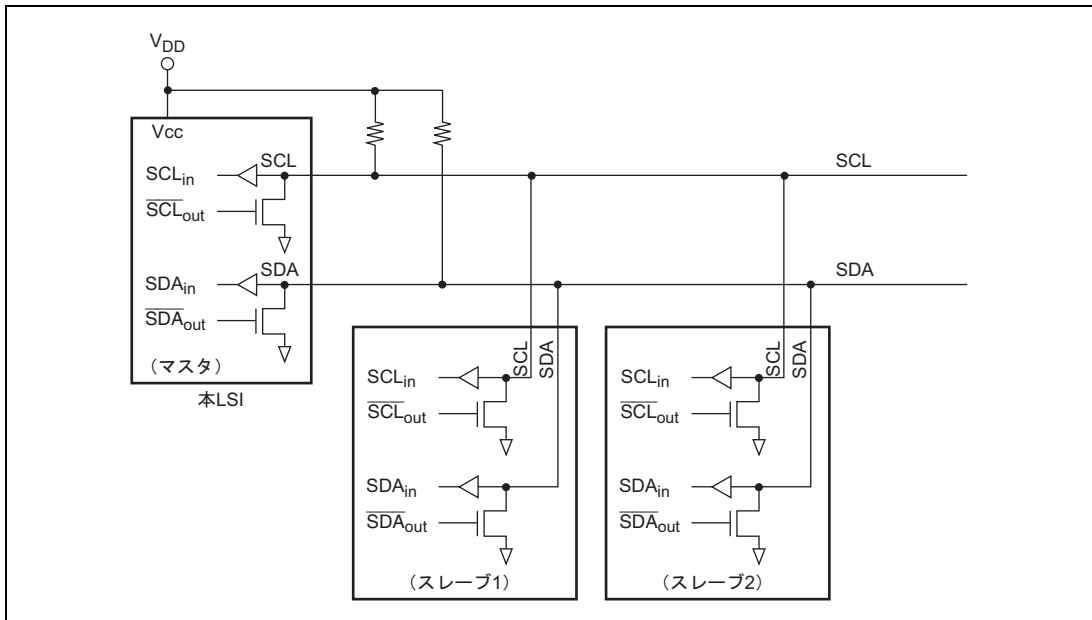 VDD
Vcc
SCLin
SCL
SCLout
SDAin
SDA
SDAout
(マスタ)
本LSI
SCL
SDA
SCL
SDA
SCLin
SCLout
SDAin
SDAout
(スレーブ1)
SCL
SDA
SCLin
SCLout
SDAin
SDAout
(スレーブ2)